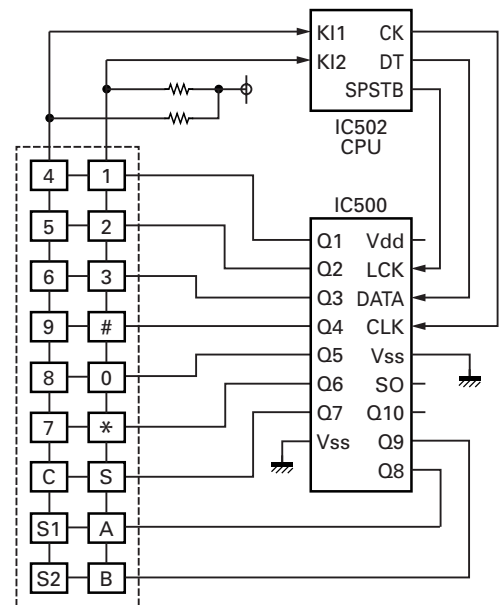 KI1 CK
KI2 DT
SPSTB
IC502
CPU
IC500
4 1
5 2
6 3
9 #
8 0
7 *
C S
S1 A
S2 B
Q1 Vdd
Q2 LCK
Q3 DATA
Q4 CLK
Q5 Vss
Q6 SO
Q7 Q10
Vss Q9
Q8